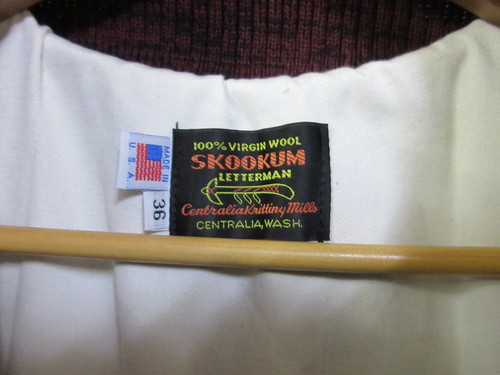 100% VIRGIN WOOL
SKOOKUM
LETTERMAN
Centralia Knitting Mills
CENTRALIA, WASH.
MADE IN
U.S.A
36